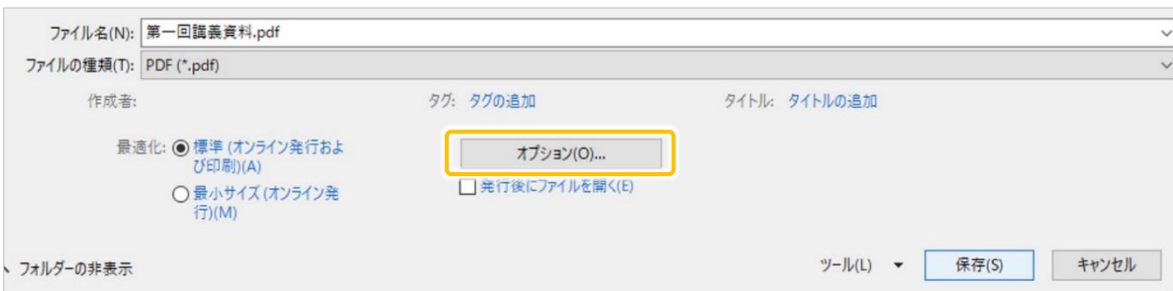 ファイル名(N): 第一回講義資料.pdf
ファイルの種類(T): PDF (*.pdf)
作成者: タグ: タグの追加 タイトル: タイトルの追加
最適化: 標準 (オンライン発行およ
び印刷)(A)
オプション(O)...
最小サイズ (オンライン発
行)(M)
発行後にファイルを開く(E)
フォルダーの非表示 ツール(L) 保存(S) キャンセル